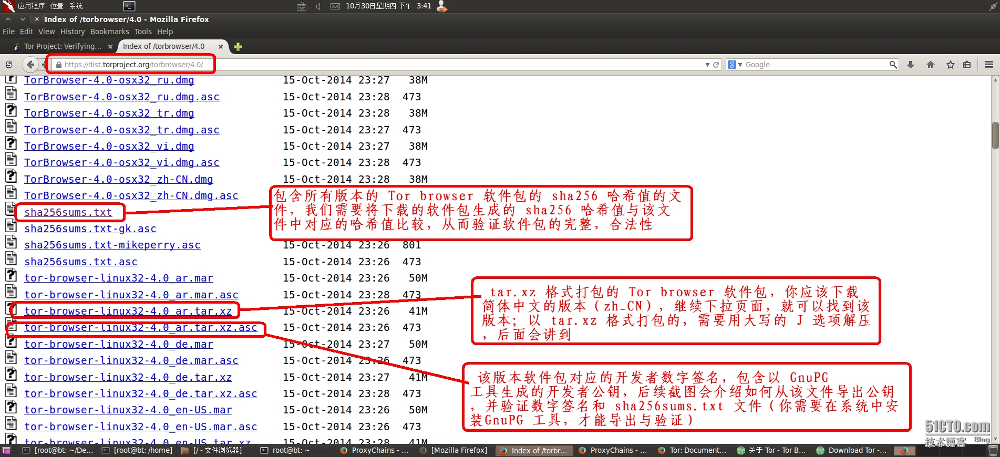 应用程序 位置 系统
10月30日星期四 下午 3:41
Index of /torbrowser/4.0 - Mozilla Firefox
File Edit View History Bookmarks Tools Help
Tor Project: Verifying...
Index of /torbrowser/4.0
https://dist.torproject.org/torbrowser/4.0/
Google
TorBrowser-4.0-osx32_ru.dmg 15-Oct-2014 23:27 38M
TorBrowser-4.0-osx32_ru.dmg.asc 15-Oct-2014 23:28 473
TorBrowser-4.0-osx32_tr.dmg 15-Oct-2014 23:28 38M
TorBrowser-4.0-osx32_tr.dmg.asc 15-Oct-2014 23:27 473
TorBrowser-4.0-osx32_vi.dmg 15-Oct-2014 23:27 38M
TorBrowser-4.0-osx32_vi.dmg.asc 15-Oct-2014 23:28 473
TorBrowser-4.0-osx32_zh-CN.dmg 15-Oct-2014 23:28 38M
TorBrowser-4.0-osx32_zh-CN.dmg.asc
sha256sums.txt
包含所有版本的 Tor browser 软件包的 sha256 哈希值的文
件，我们需要将下载的软件包生成的 sha256 哈希值与该文
件中对应的哈希值比较，从而验证软件包的完整，合法性
sha256sums.txt-gk.asc
sha256sums.txt-mikeperry.asc 15-Oct-2014 23:26 801
sha256sums.txt.asc 15-Oct-2014 23:26 473
tor-browser-linux32-4.0_ar.mar 15-Oct-2014 23:26 50M
tor-browser-linux32-4.0_ar.mar.asc 15-Oct-2014 23:28 473
tor-browser-linux32-4.0_ar.tar.xz 15-Oct-2014 23:26 41M
tor-browser-linux32-4.0_ar.tar.xz.asc 15-Oct-2014 23:26 473
tar.xz 格式打包的 Tor browser 软件包，你应该下载
简体中文的版本（zh_CN），继续下拉页面，就可以找到该
版本；以 tar.xz 格式打包的，需要用大写的 J 选项解压
，后面会讲到
tor-browser-linux32-4.0_de.mar 15-Oct-2014 23:27 50M
tor-browser-linux32-4.0_de.mar.asc 15-Oct-2014 23:26 473
tor-browser-linux32-4.0_de.tar.xz 15-Oct-2014 23:27 41M
tor-browser-linux32-4.0_de.tar.xz.asc 15-Oct-2014 23:28 473
tor-browser-linux32-4.0_en-US.mar 15-Oct-2014 23:26 50M
tor-browser-linux32-4.0_en-US.mar.asc 15-Oct-2014 23:26 473
tor-browser-linux32-4.0_en-US.tar.xz 15-Oct-2014 23:28 41M
该版本软件包对应的开发者数字签名，包含以 GnuPG
工具生成的开发者公钥，后续截图会介绍如何从该文件导出公钥
，并验证数字签名和 sha256sums.txt 文件（你需要在系统中安
装GnuPG 工具，才能导出与验证）
51CTO.com
技术博客 Blog
[root@bt: ~/De... [root@bt: /home] [/ - 文件浏览器] root@bt: ~ ProxyChains - ... [Mozilla Firefox] Index of /torbr... ProxyChains - ... Tor: Document... 关于 Tor - Tor B... Download Tor -...